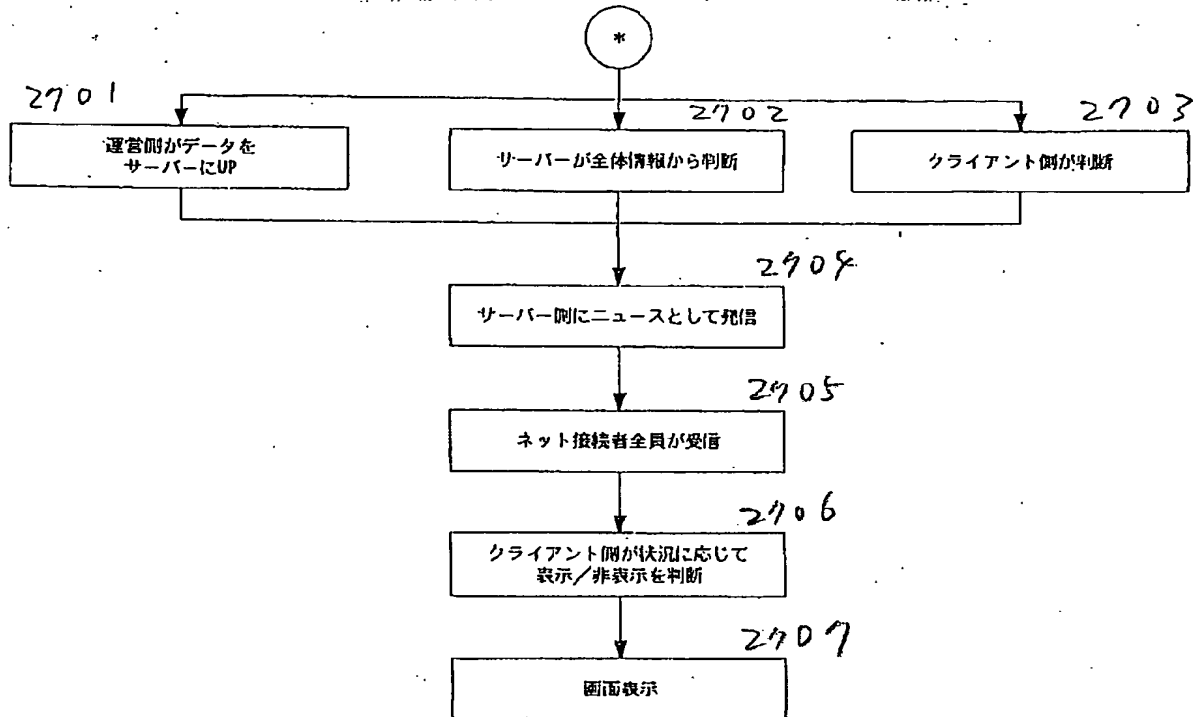 *
2701
運営側がデータを
サーバーにUP
2702
サーバーが全体情報から判断
2703
クライアント側が判断
2704
サーバー側にニュースとして発信
2705
ネット接続者全員が受信
2706
クライアント側が状況に応じて
表示/非表示を判断
2707
画面表示